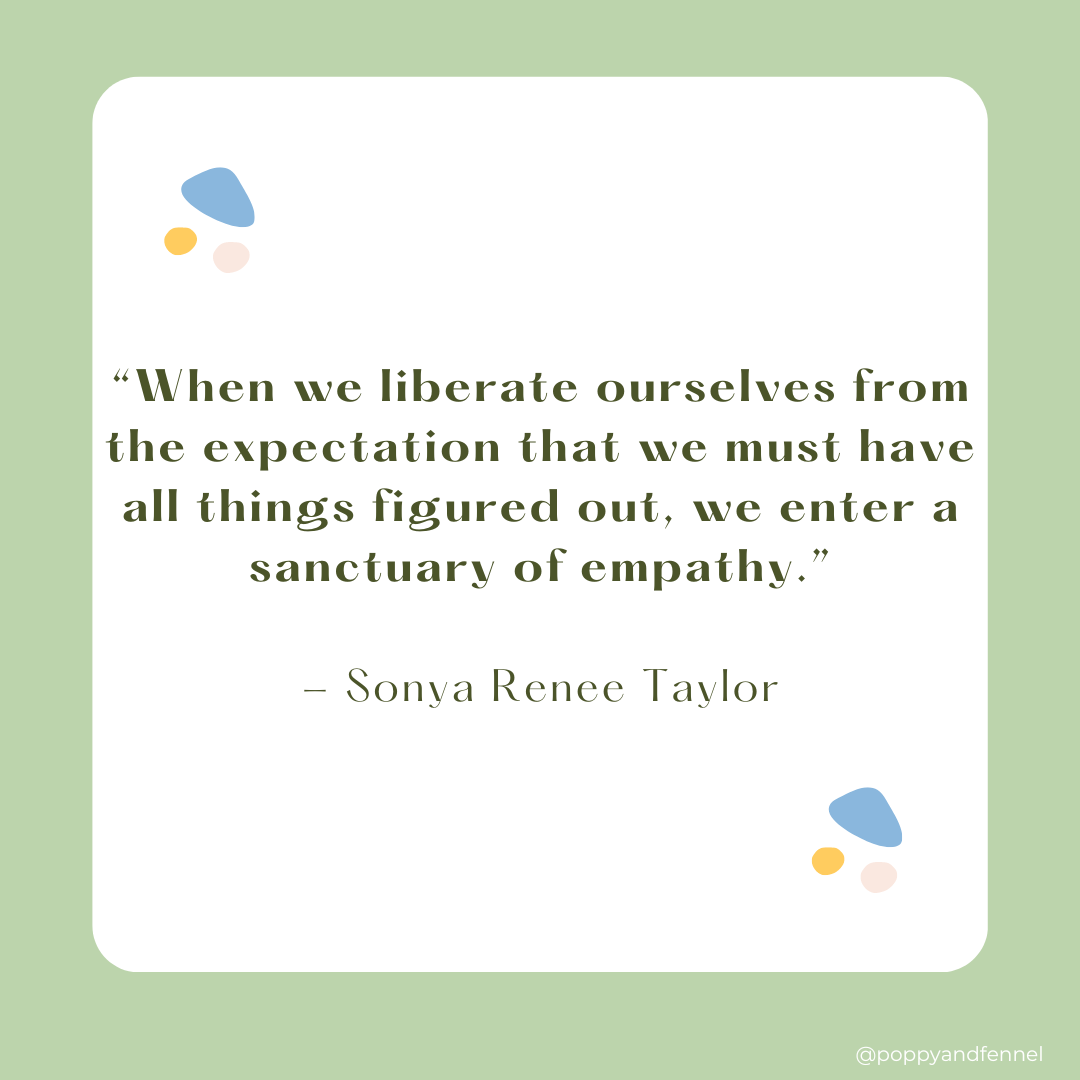 “When we liberate ourselves from
the expectation that we must have
all things figured out, we enter a
sanctuary of empathy.”
– Sonya Renee Taylor
@poppyandfennel